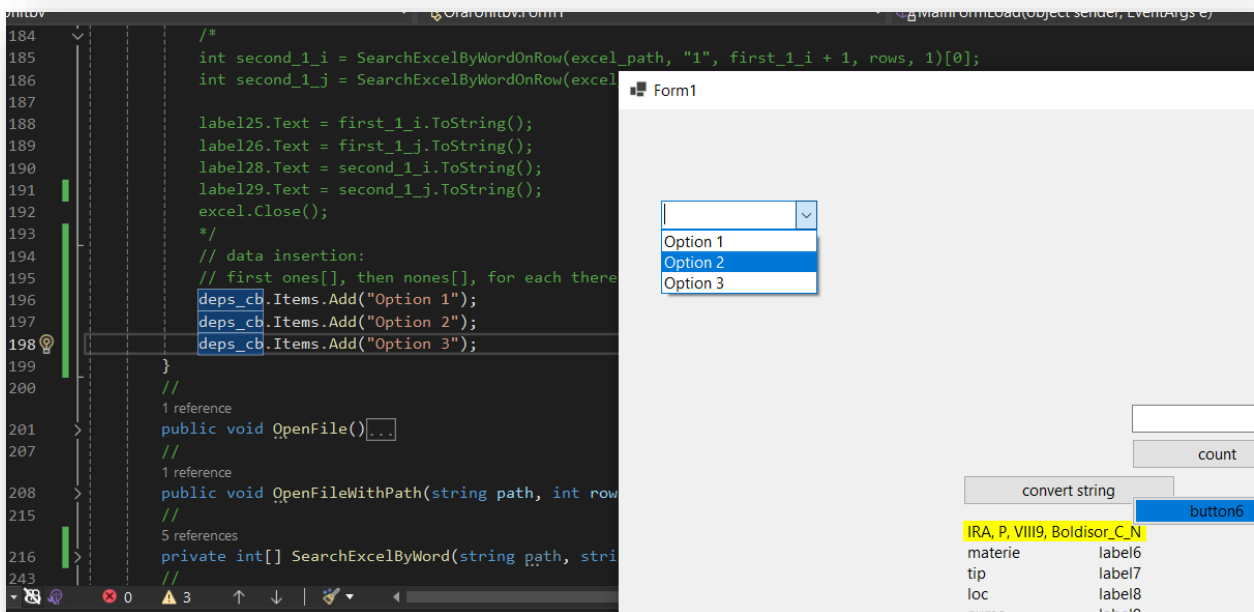 184 /*
185 int second_1_i = SearchExcelByWordOnRow(excel_path, "1", first_1_i + 1, rows, 1)[0];
186 int second_1_j = SearchExcelByWordOnRow(excel
187
188 label25.Text = first_1_i.ToString();
189 label26.Text = first_1_j.ToString();
190 label28.Text = second_1_i.ToString();
191 label29.Text = second_1_j.ToString();
192 excel.Close();
193 */
194 // data insertion:
195 // first ones[], then nones[], for each there
196 deps_cb.Items.Add("Option 1");
197 deps_cb.Items.Add("Option 2");
198 deps_cb.Items.Add("Option 3");
199 }
200 //
1 reference
201 public void OpenFile()...
207 //
1 reference
208 public void OpenFileWithPath(string path, int row
215 //
5 references
216 private int[] SearchExcelByWord(string path, stri
243 //
0 3
Form1
Option 1
Option 2
Option 3
count
convert string
button6
IRA, P, VIII9, Boldisor_C_N
materie label6
tip label7
loc label8